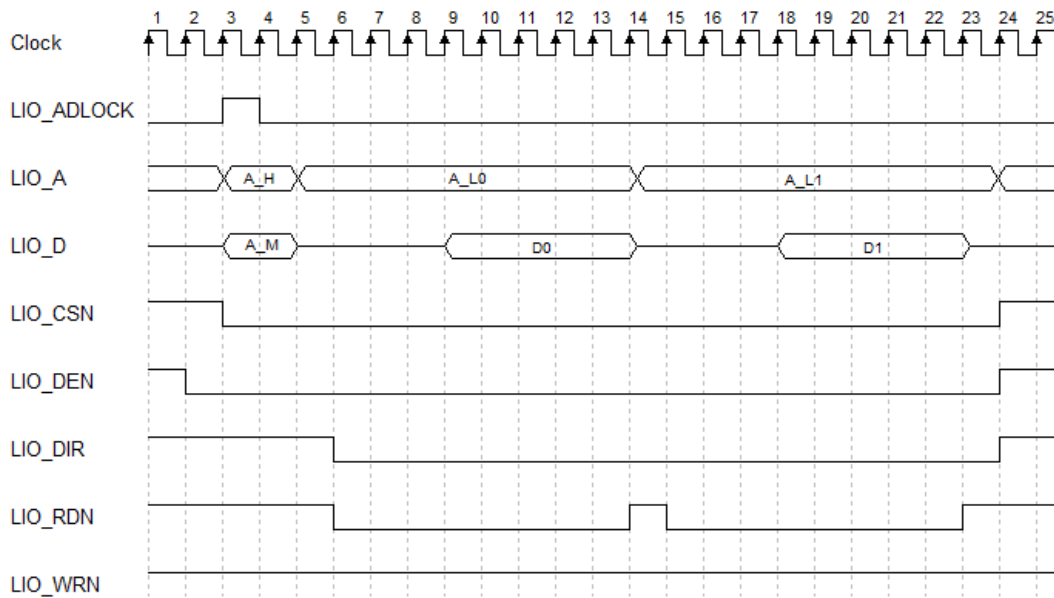 1 2 3 4 5 6 7 8 9 10 11 12 13 14 15 16 17 18 19 20 21 22 23 24 25
Clock
LIO_ADLOCK
LIO_A A_H A_L0 A_L1
LIO_D A_M D0 D1
LIO_CSN
LIO_DEN
LIO_DIR
LIO_RDN
LIO_WRN